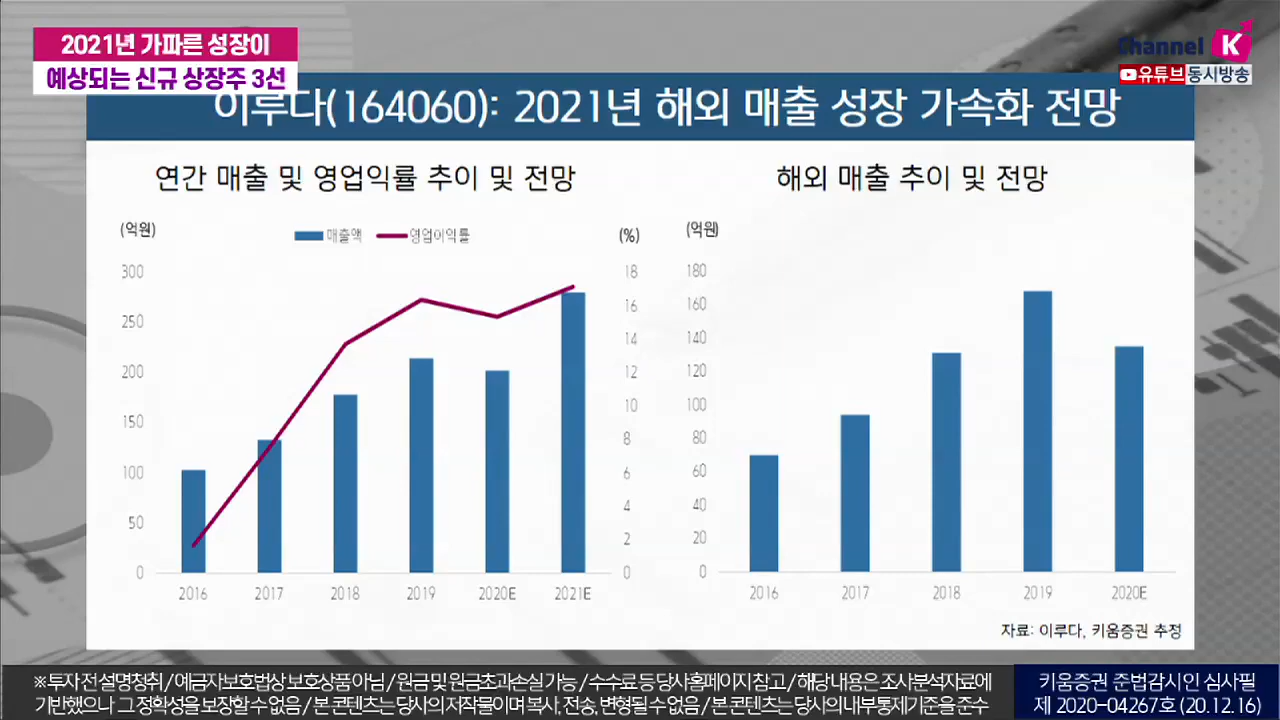 2021년 가파른 성장이
예상되는 신규 상장주 3선
Channel K
유튜브 동시방송
이루다(164060): 2021년 해외 매출 성장 가속화 전망
연간 매출 및 영업익률 추이 및 전망
(억원)
매출액 영업이익률
(%)
300
250
200
150
100
50
0
18
16
14
12
10
8
6
4
2
0
2016 2017 2018 2019 2020E 2021E
해외 매출 추이 및 전망
(억원)
180
160
140
120
100
80
60
40
20
0
2016 2017 2018 2019 2020E
자료: 이루다, 키움증권 추정
※ 투자 전 설명청취 / 예금자보호법상 보호상품 아님 / 원금 및 원금초과손실 가능 / 수수료 등 당사 홈페이지 참고 / 해당 내용은 조사분석자료에
기반했으나 그 정확성을 보장할 수 없음 / 본 콘텐츠는 당사의 저작물이며 복사, 전송, 변형될 수 없음 / 본 콘텐츠는 당사의 내부통제기준을 준수
키움증권 준법감시인 심사필
제 2020-04267호 (20.12.16)